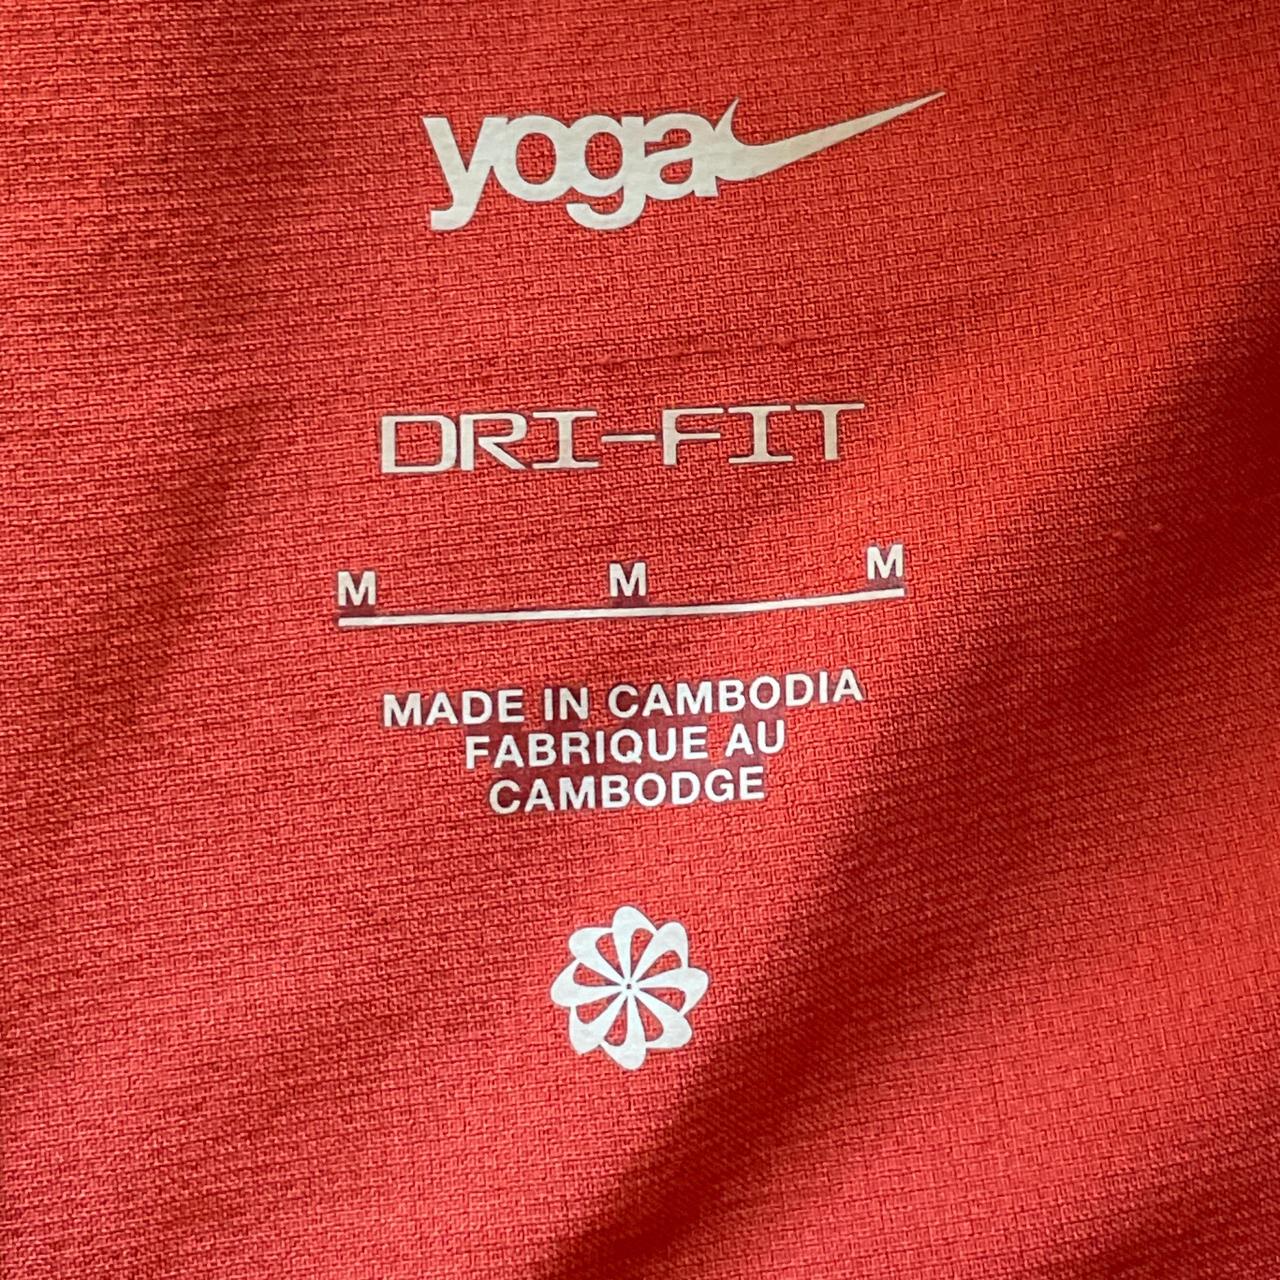 yoga
DRI-FIT
M M M
MADE IN CAMBODIA
FABRIQUE AU
CAMBODGE